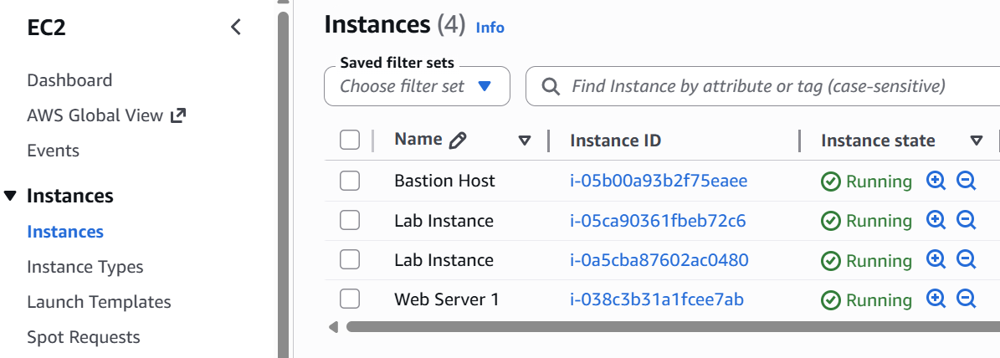 EC2
Dashboard
AWS Global View
Events
Instances
Instances
Instance Types
Launch Templates
Spot Requests
Instances (4) Info
Saved filter sets
Choose filter set
Find Instance by attribute or tag (case-sensitive)
Name Instance ID Instance state
Bastion Host i-05b00a93b2f75eaee Running
Lab Instance i-05ca90361fbeb72c6 Running
Lab Instance i-0a5cba87602ac0480 Running
Web Server 1 i-038c3b31a1fcee7ab Running